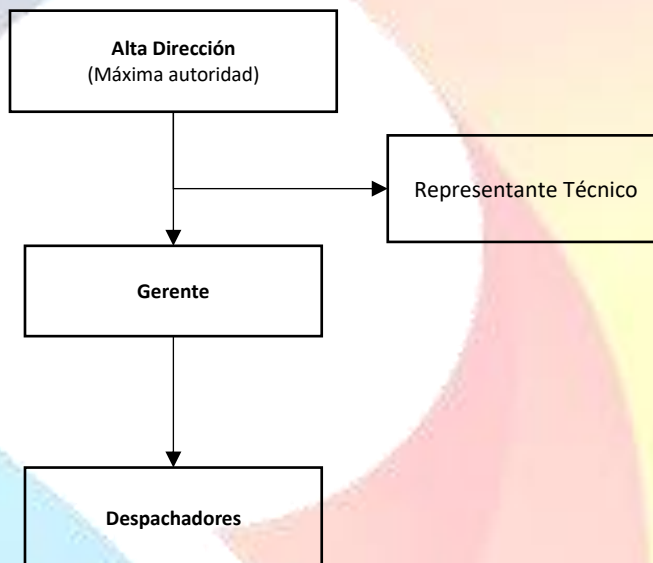 Alta Dirección
(Máxima autoridad)
Representante Técnico
Gerente
Despachadores